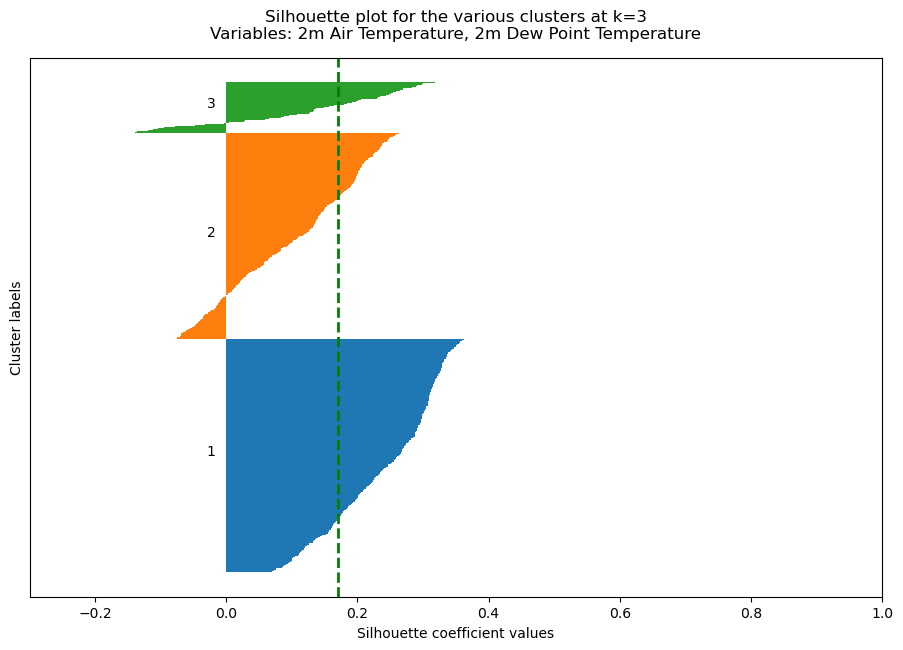 Silhouette plot for the various clusters at k=3
Variables: 2m Air Temperature, 2m Dew Point Temperature
3
2
1
Cluster labels
−0.2 0.0 0.2 0.4 0.6 0.8 1.0
Silhouette coefficient values